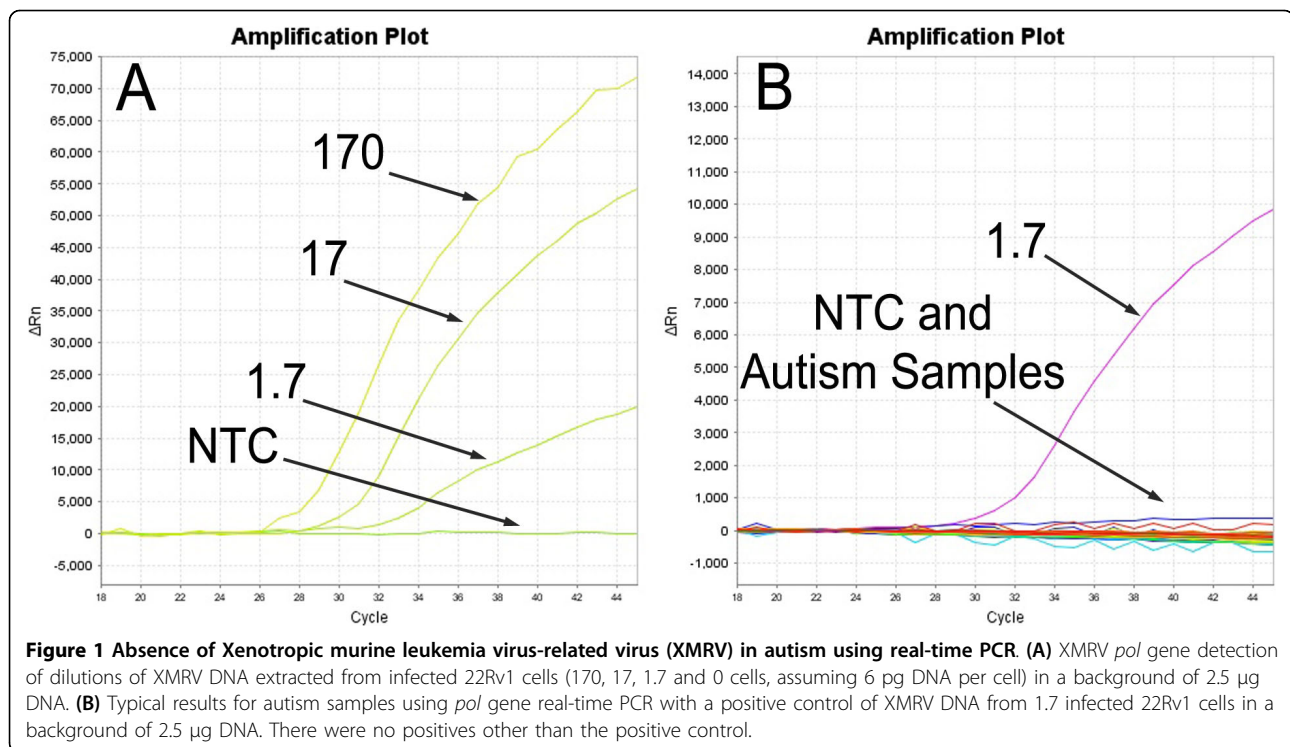 Amplification Plot
A
75,000
70,000
65,000
60,000
55,000
50,000
45,000
40,000
35,000
30,000
25,000
20,000
15,000
10,000
5,000
0
-5,000
ΔRn
170
17
1.7
NTC
18 20 22 24 26 28 30 32 34 36 38 40 42 44
Cycle
Amplification Plot
B
14,000
13,000
12,000
11,000
10,000
9,000
8,000
7,000
6,000
5,000
4,000
3,000
2,000
1,000
0
-1,000
ΔRn
1.7
NTC and
Autism Samples
18 20 22 24 26 28 30 32 34 36 38 40 42 44
Cycle
Figure 1 Absence of Xenotropic murine leukemia virus-related virus (XMRV) in autism using real-time PCR. (A) XMRV pol gene detection
of dilutions of XMRV DNA extracted from infected 22Rv1 cells (170, 17, 1.7 and 0 cells, assuming 6 pg DNA per cell) in a background of 2.5 μg
DNA. (B) Typical results for autism samples using pol gene real-time PCR with a positive control of XMRV DNA from 1.7 infected 22Rv1 cells in a
background of 2.5 μg DNA. There were no positives other than the positive control.